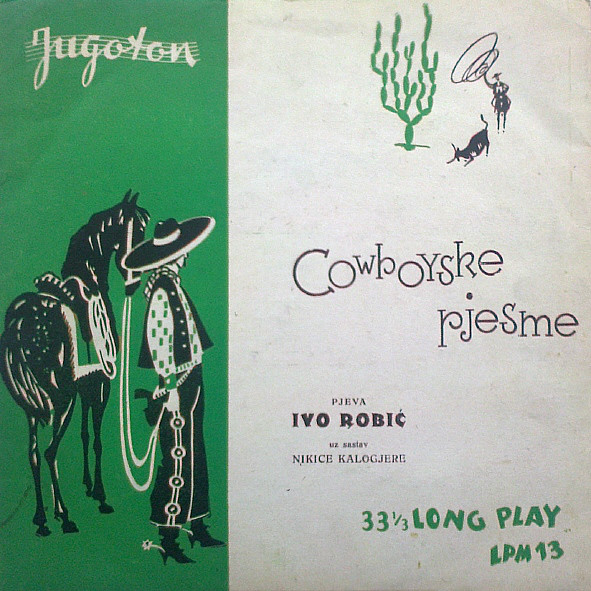 Jugoton
Cowboyske
pjesme
PJEVA
IVO ROBIĆ
uz sastav
NIKICE KALOGJERE
33⅓ LONG PLAY
LPM 13